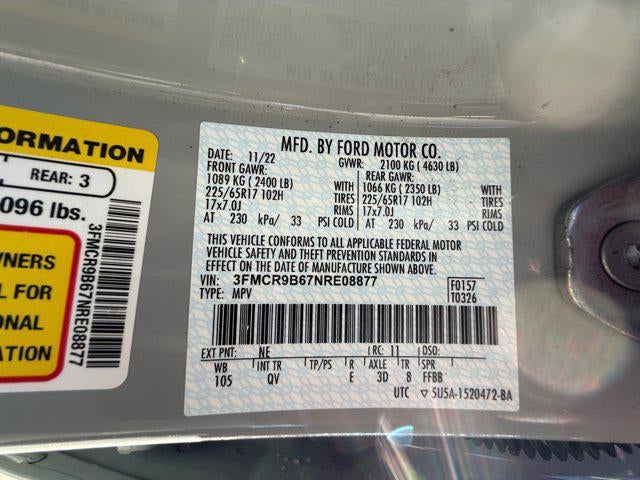 ORMATION
REAR: 3
096 lbs.
WNERS
L FOR
ONAL
ATION
3FMCR9B67NRE08877
MFD. BY FORD MOTOR CO.
DATE: 11/22 GVWR: 2100 KG ( 4630 LB)
FRONT GAWR: REAR GAWR:
1089 KG ( 2400 LB) WITH 1066 KG ( 2350 LB) WITH
225/65R17 102H TIRES 225/65R17 102H TIRES
17x7.0J RIMS 17x7.0J RIMS
AT 230 kPa/ 33 PSI COLD AT 230 kPa/ 33 PSI COLD
THIS VEHICLE CONFORMS TO ALL APPLICABLE FEDERAL MOTOR
VEHICLE SAFETY AND THEFT PREVENTION STANDARDS IN
EFFECT ON THE DATE OF MANUFACTURE SHOWN ABOVE.
VIN: 3FMCR9B67NRE08877 F0157
TYPE: MPV T0326
EXT PNT: NE RC: 11 DSO:
WB INT TR TP/PS R AXLE TR SPR
105 QV E 3D 8 FFBB
UTC ▽ 5U5A-1520472-BA